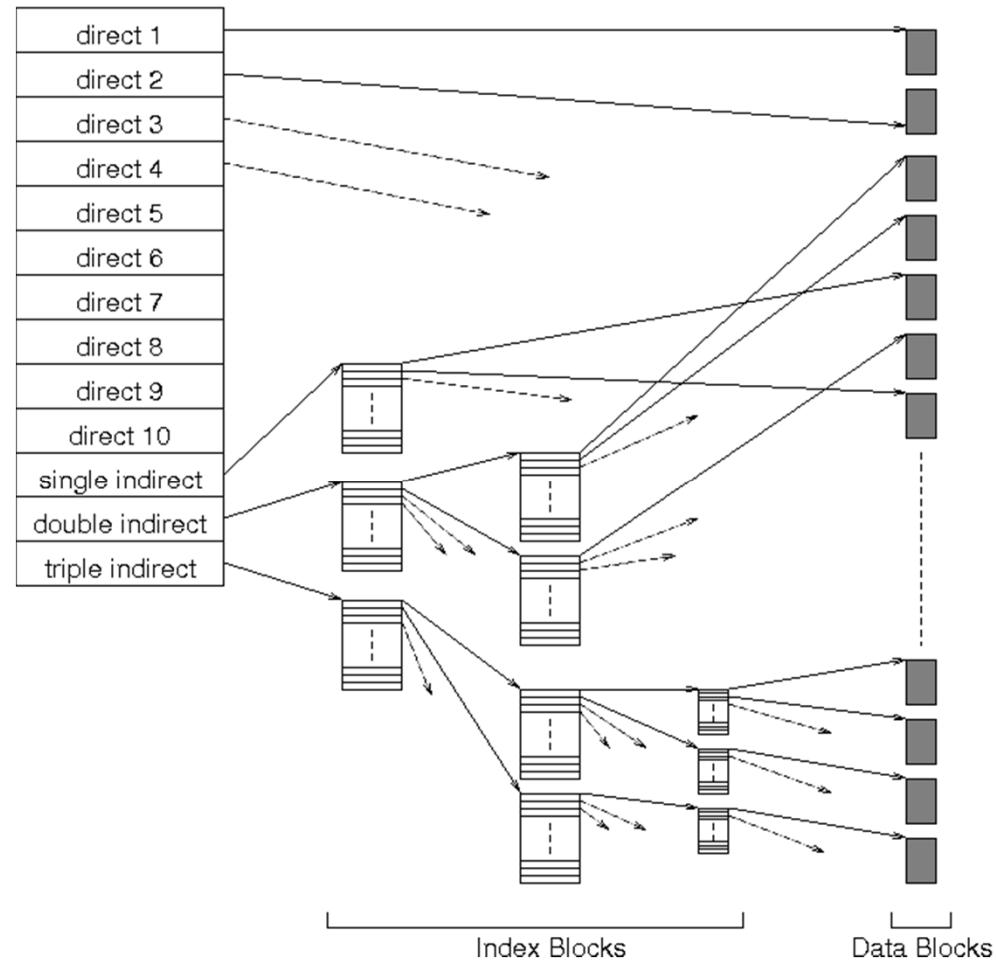 direct 1
direct 2
direct 3
direct 4
direct 5
direct 6
direct 7
direct 8
direct 9
direct 10
single indirect
double indirect
triple indirect
Index Blocks
Data Blocks